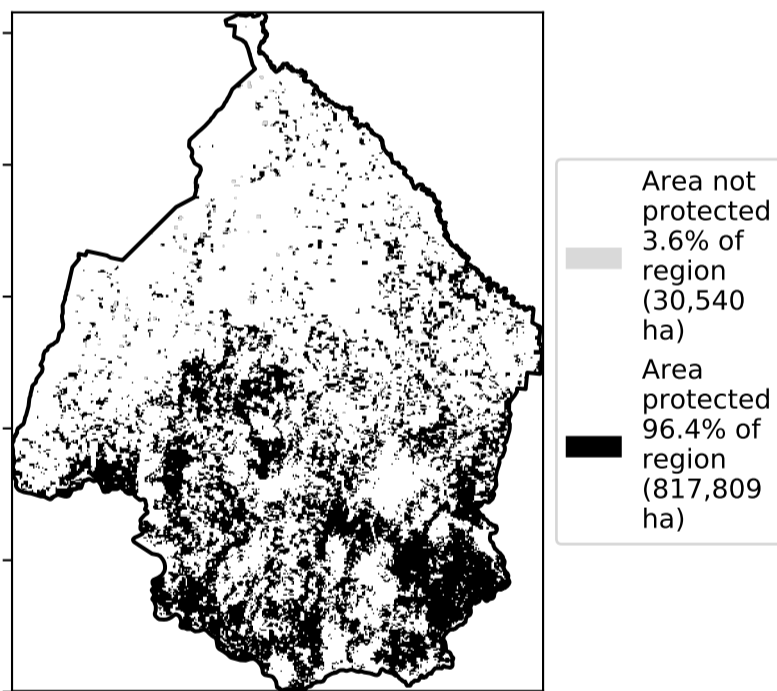 Area not
protected
3.6% of
region
(30,540
ha)
Area
protected
96.4% of
region
(817,809
ha)